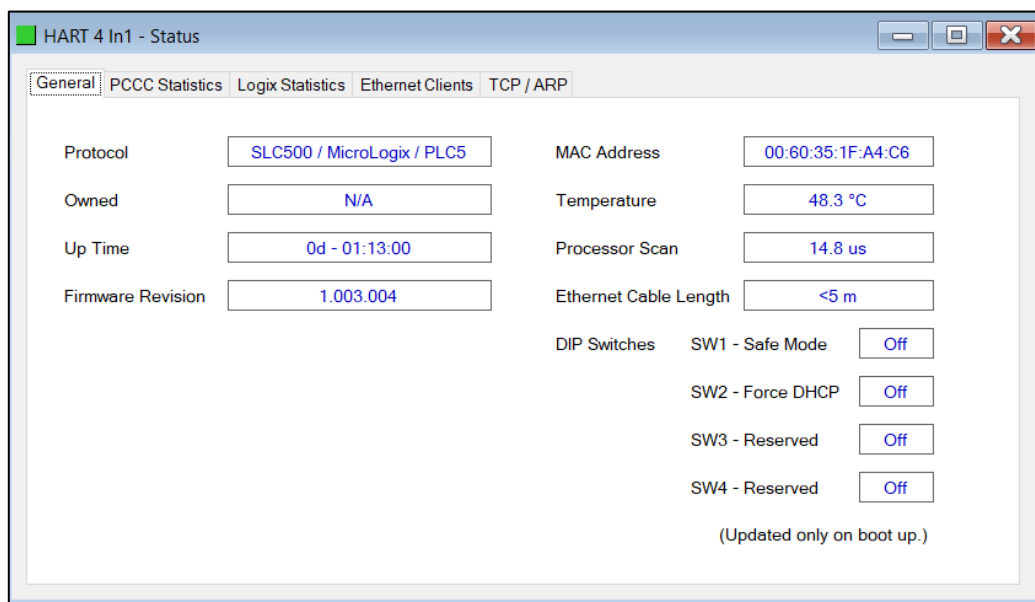 HART 4 In1 - Status
General PCCC Statistics Logix Statistics Ethernet Clients TCP / ARP
Protocol SLC500 / MicroLogix / PLC5 MAC Address 00:60:35:1F:A4:C6
Owned N/A Temperature 48.3 °C
Up Time 0d - 01:13:00 Processor Scan 14.8 us
Firmware Revision 1.003.004 Ethernet Cable Length <5 m
DIP Switches SW1 - Safe Mode Off
SW2 - Force DHCP Off
SW3 - Reserved Off
SW4 - Reserved Off
(Updated only on boot up.)